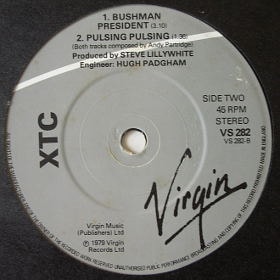 1. BUSHMAN
PRESIDENT (3.10)
2. PULSING PULSING (1.38)
(Both tracks composed by Andy Partridge)
Produced by STEVE LILLYWHITE
Engineer: HUGH PADGHAM
XTC
SIDE TWO
45 RPM
STEREO
VS 282
VS 282-B
Virgin
Virgin Music
(Publishers) Ltd
℗ 1979 Virgin
Records Ltd